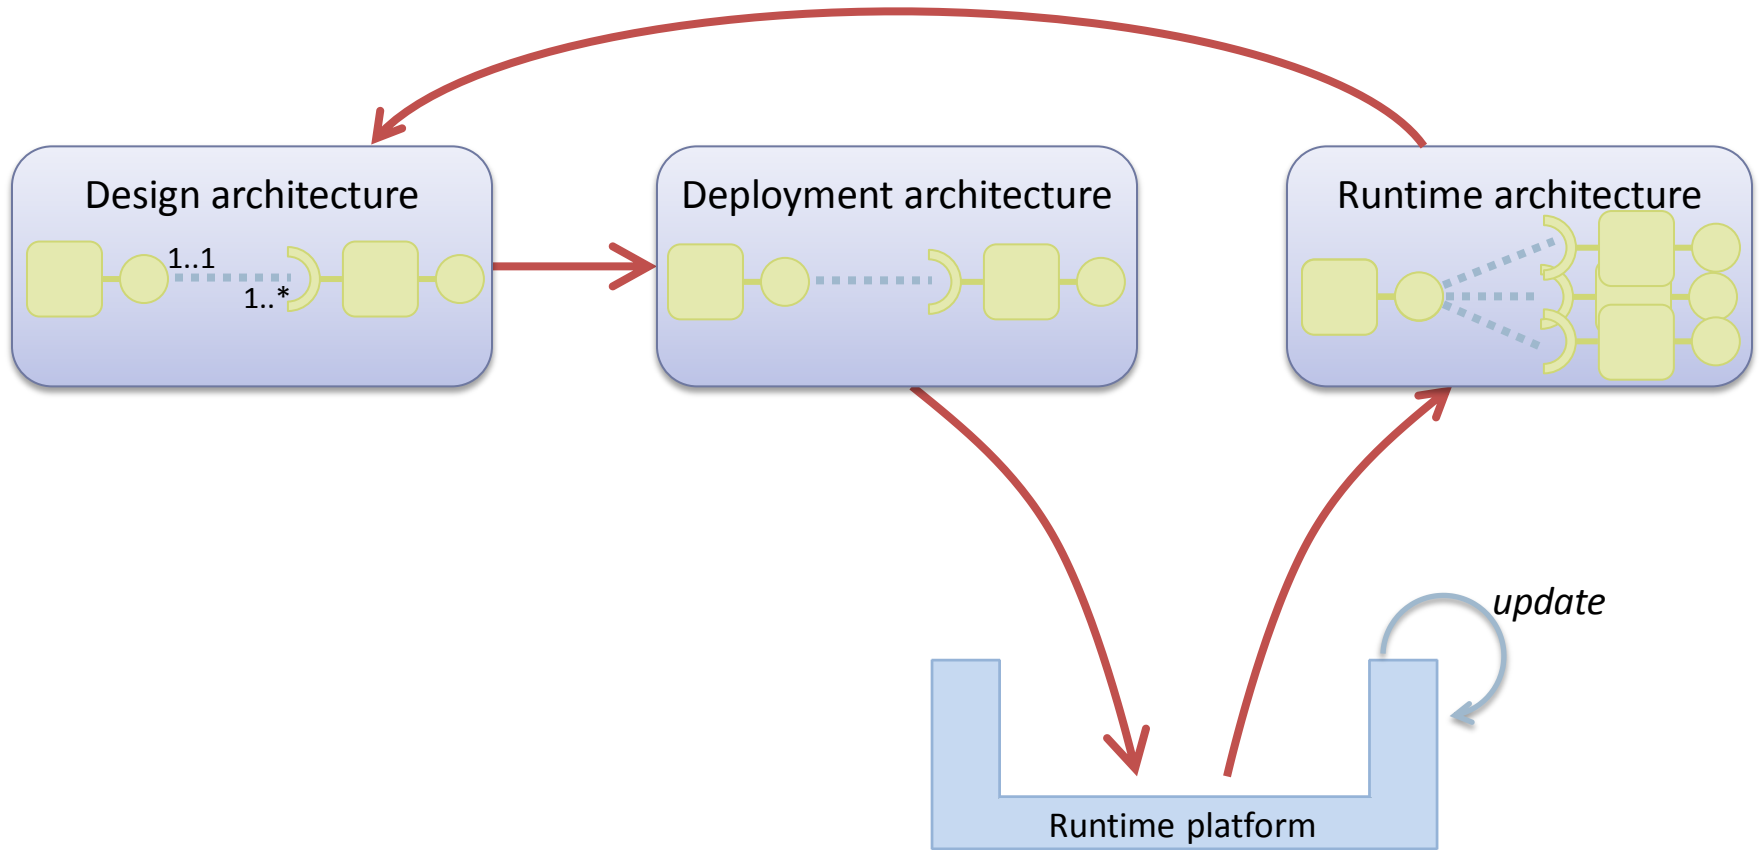 Design architecture
1..1
1..*
Deployment architecture
Runtime architecture
update
Runtime platform